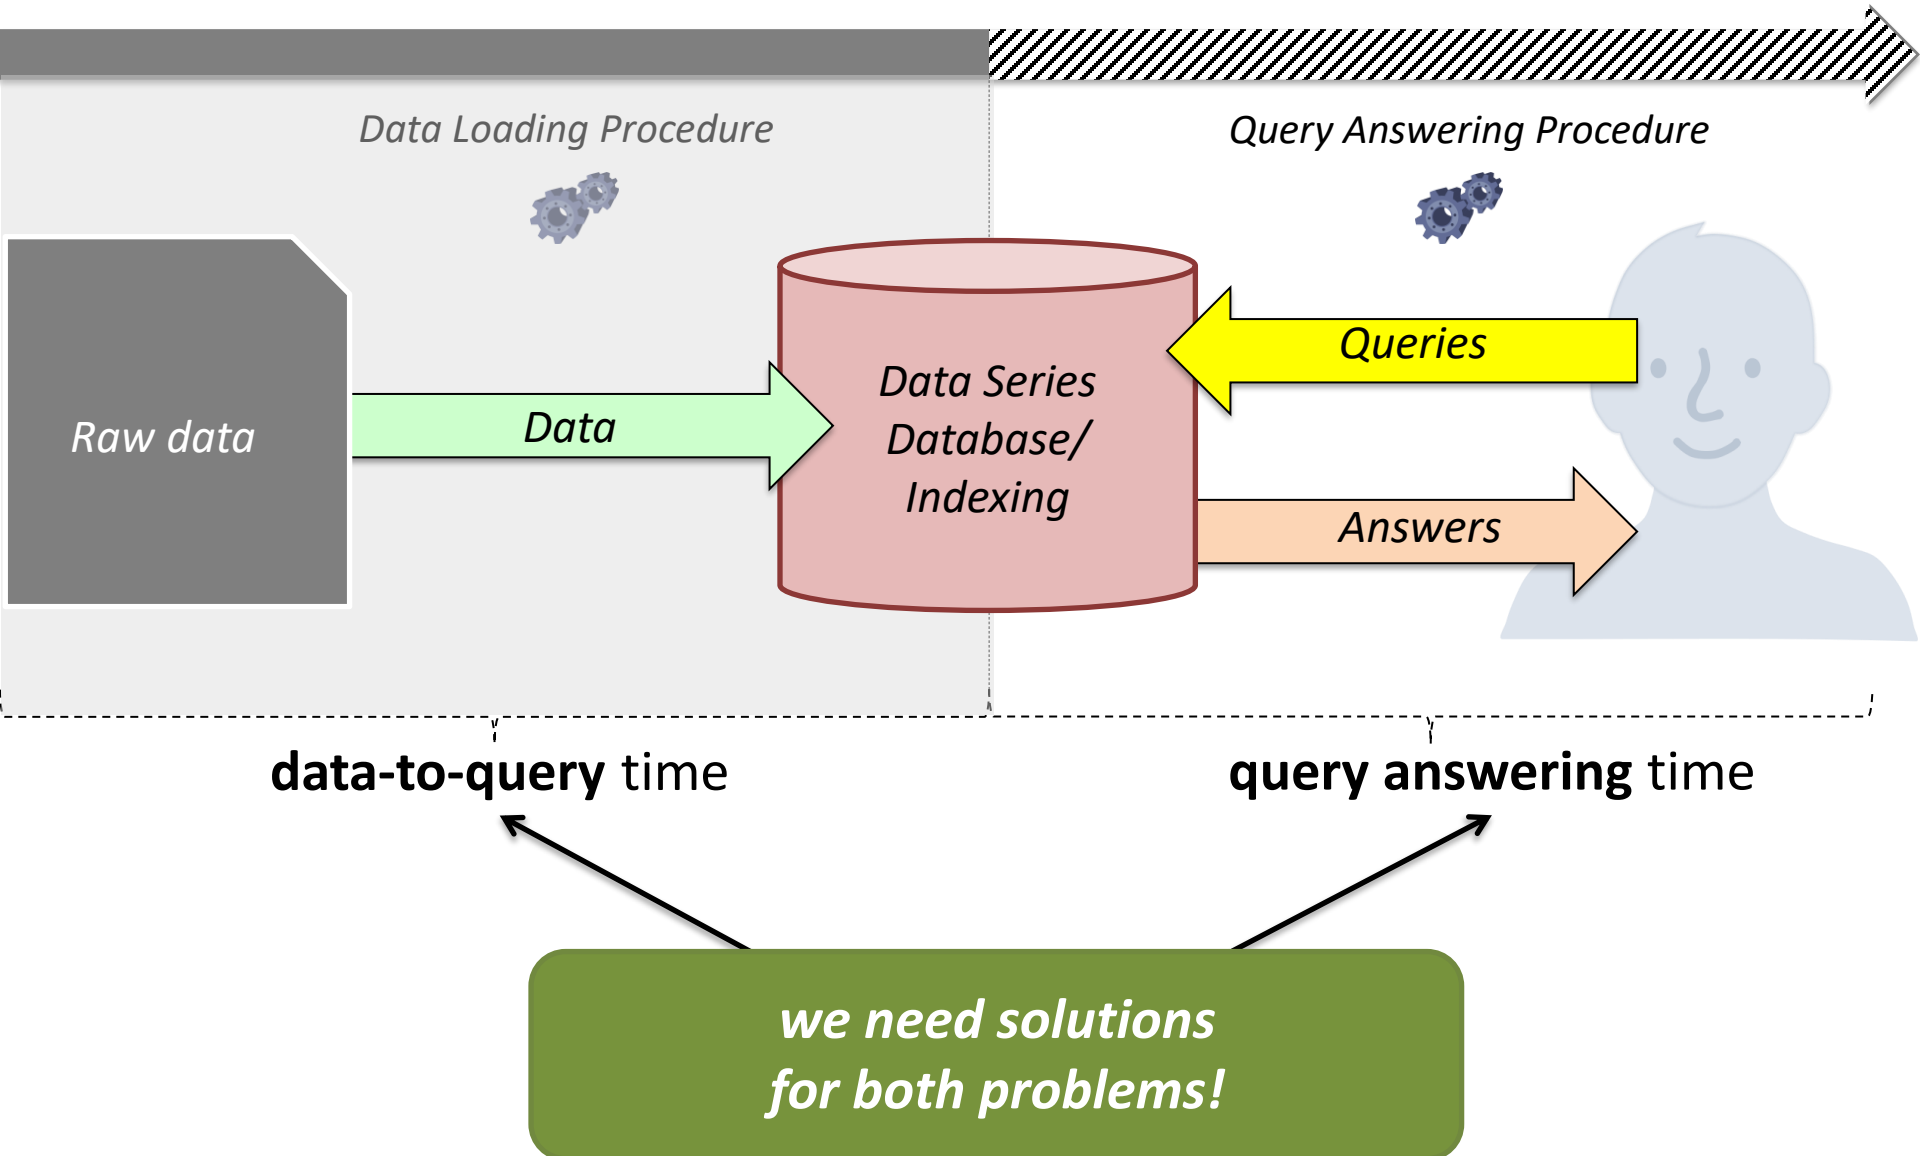 Data Loading Procedure
Query Answering Procedure
Raw data
Data
Data Series
Database/
Indexing
Queries
Answers
data-to-query time
query answering time
we need solutions
for both problems!